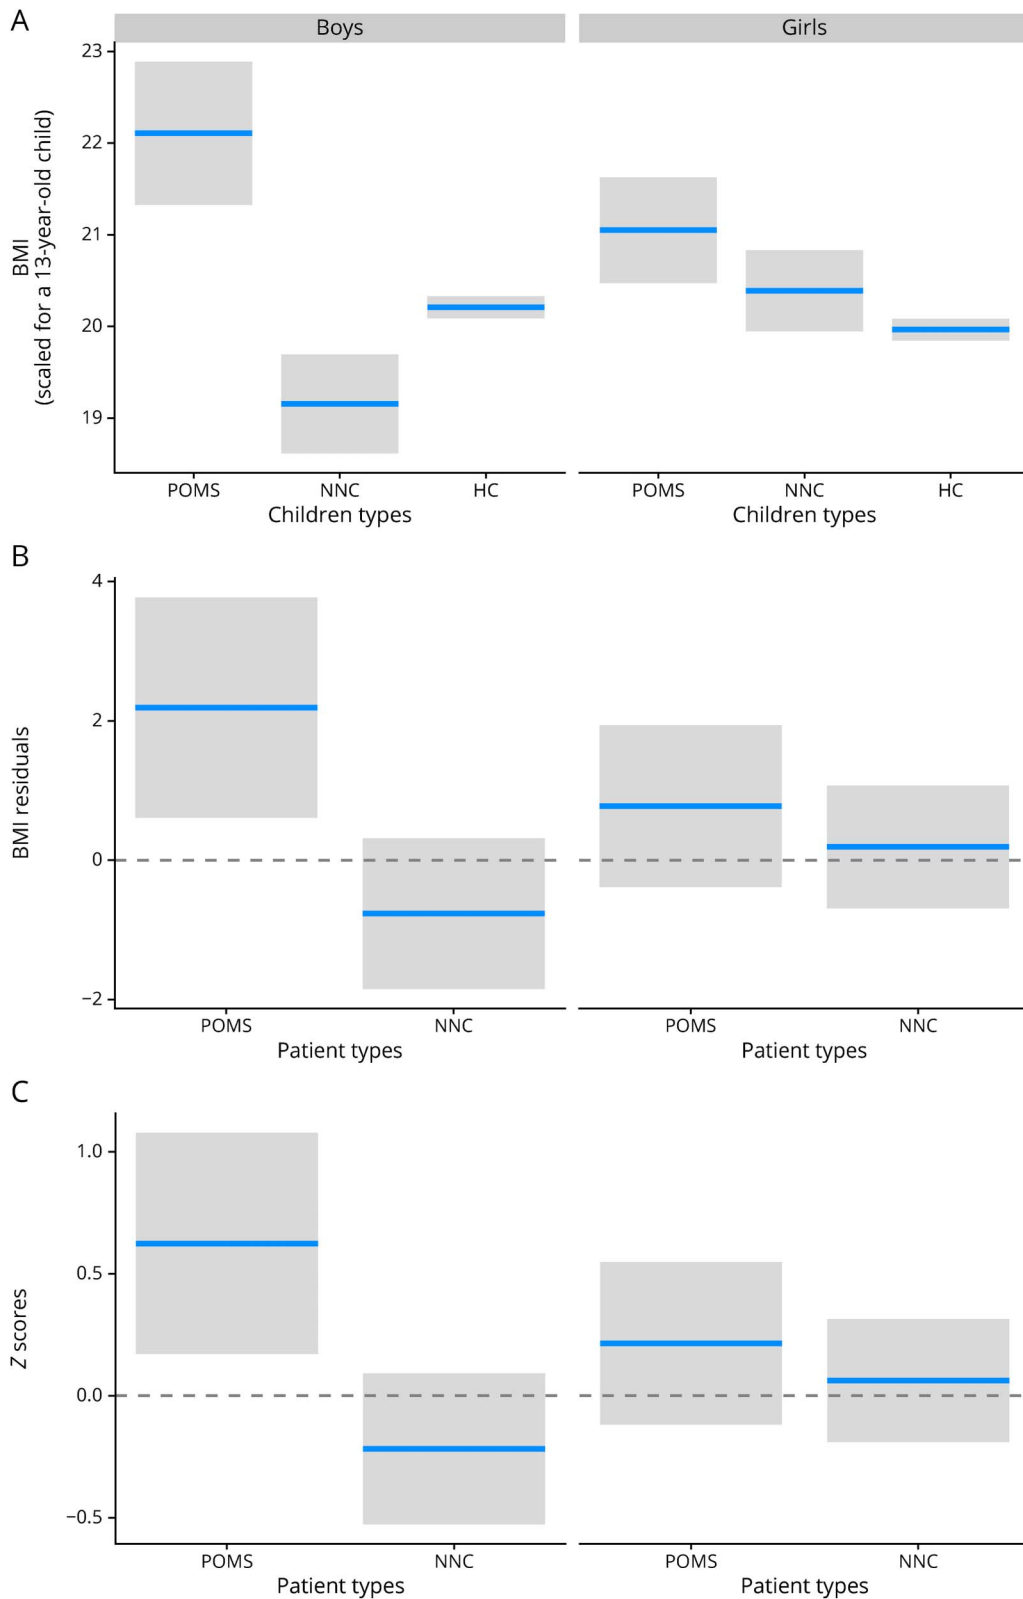 A
Boys
Girls
BMI
(scaled for a 13-year-old child)
23
22
21
20
19
POMS NNC HC
Children types
POMS NNC HC
Children types
B
BMI residuals
4
2
0
−2
POMS NNC
Patient types
POMS NNC
Patient types
C
Z scores
1.0
0.5
0.0
−0.5
POMS NNC
Patient types
POMS NNC
Patient types